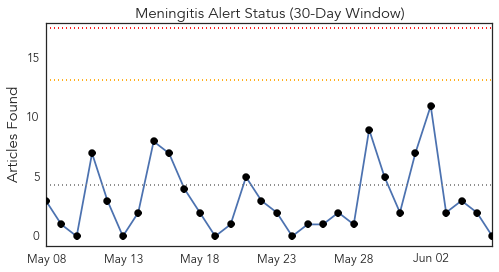 Meningitis Alert Status (30-Day Window)
Articles Found
15
10
5
0
May 08 May 13 May 18 May 23 May 28 Jun 02